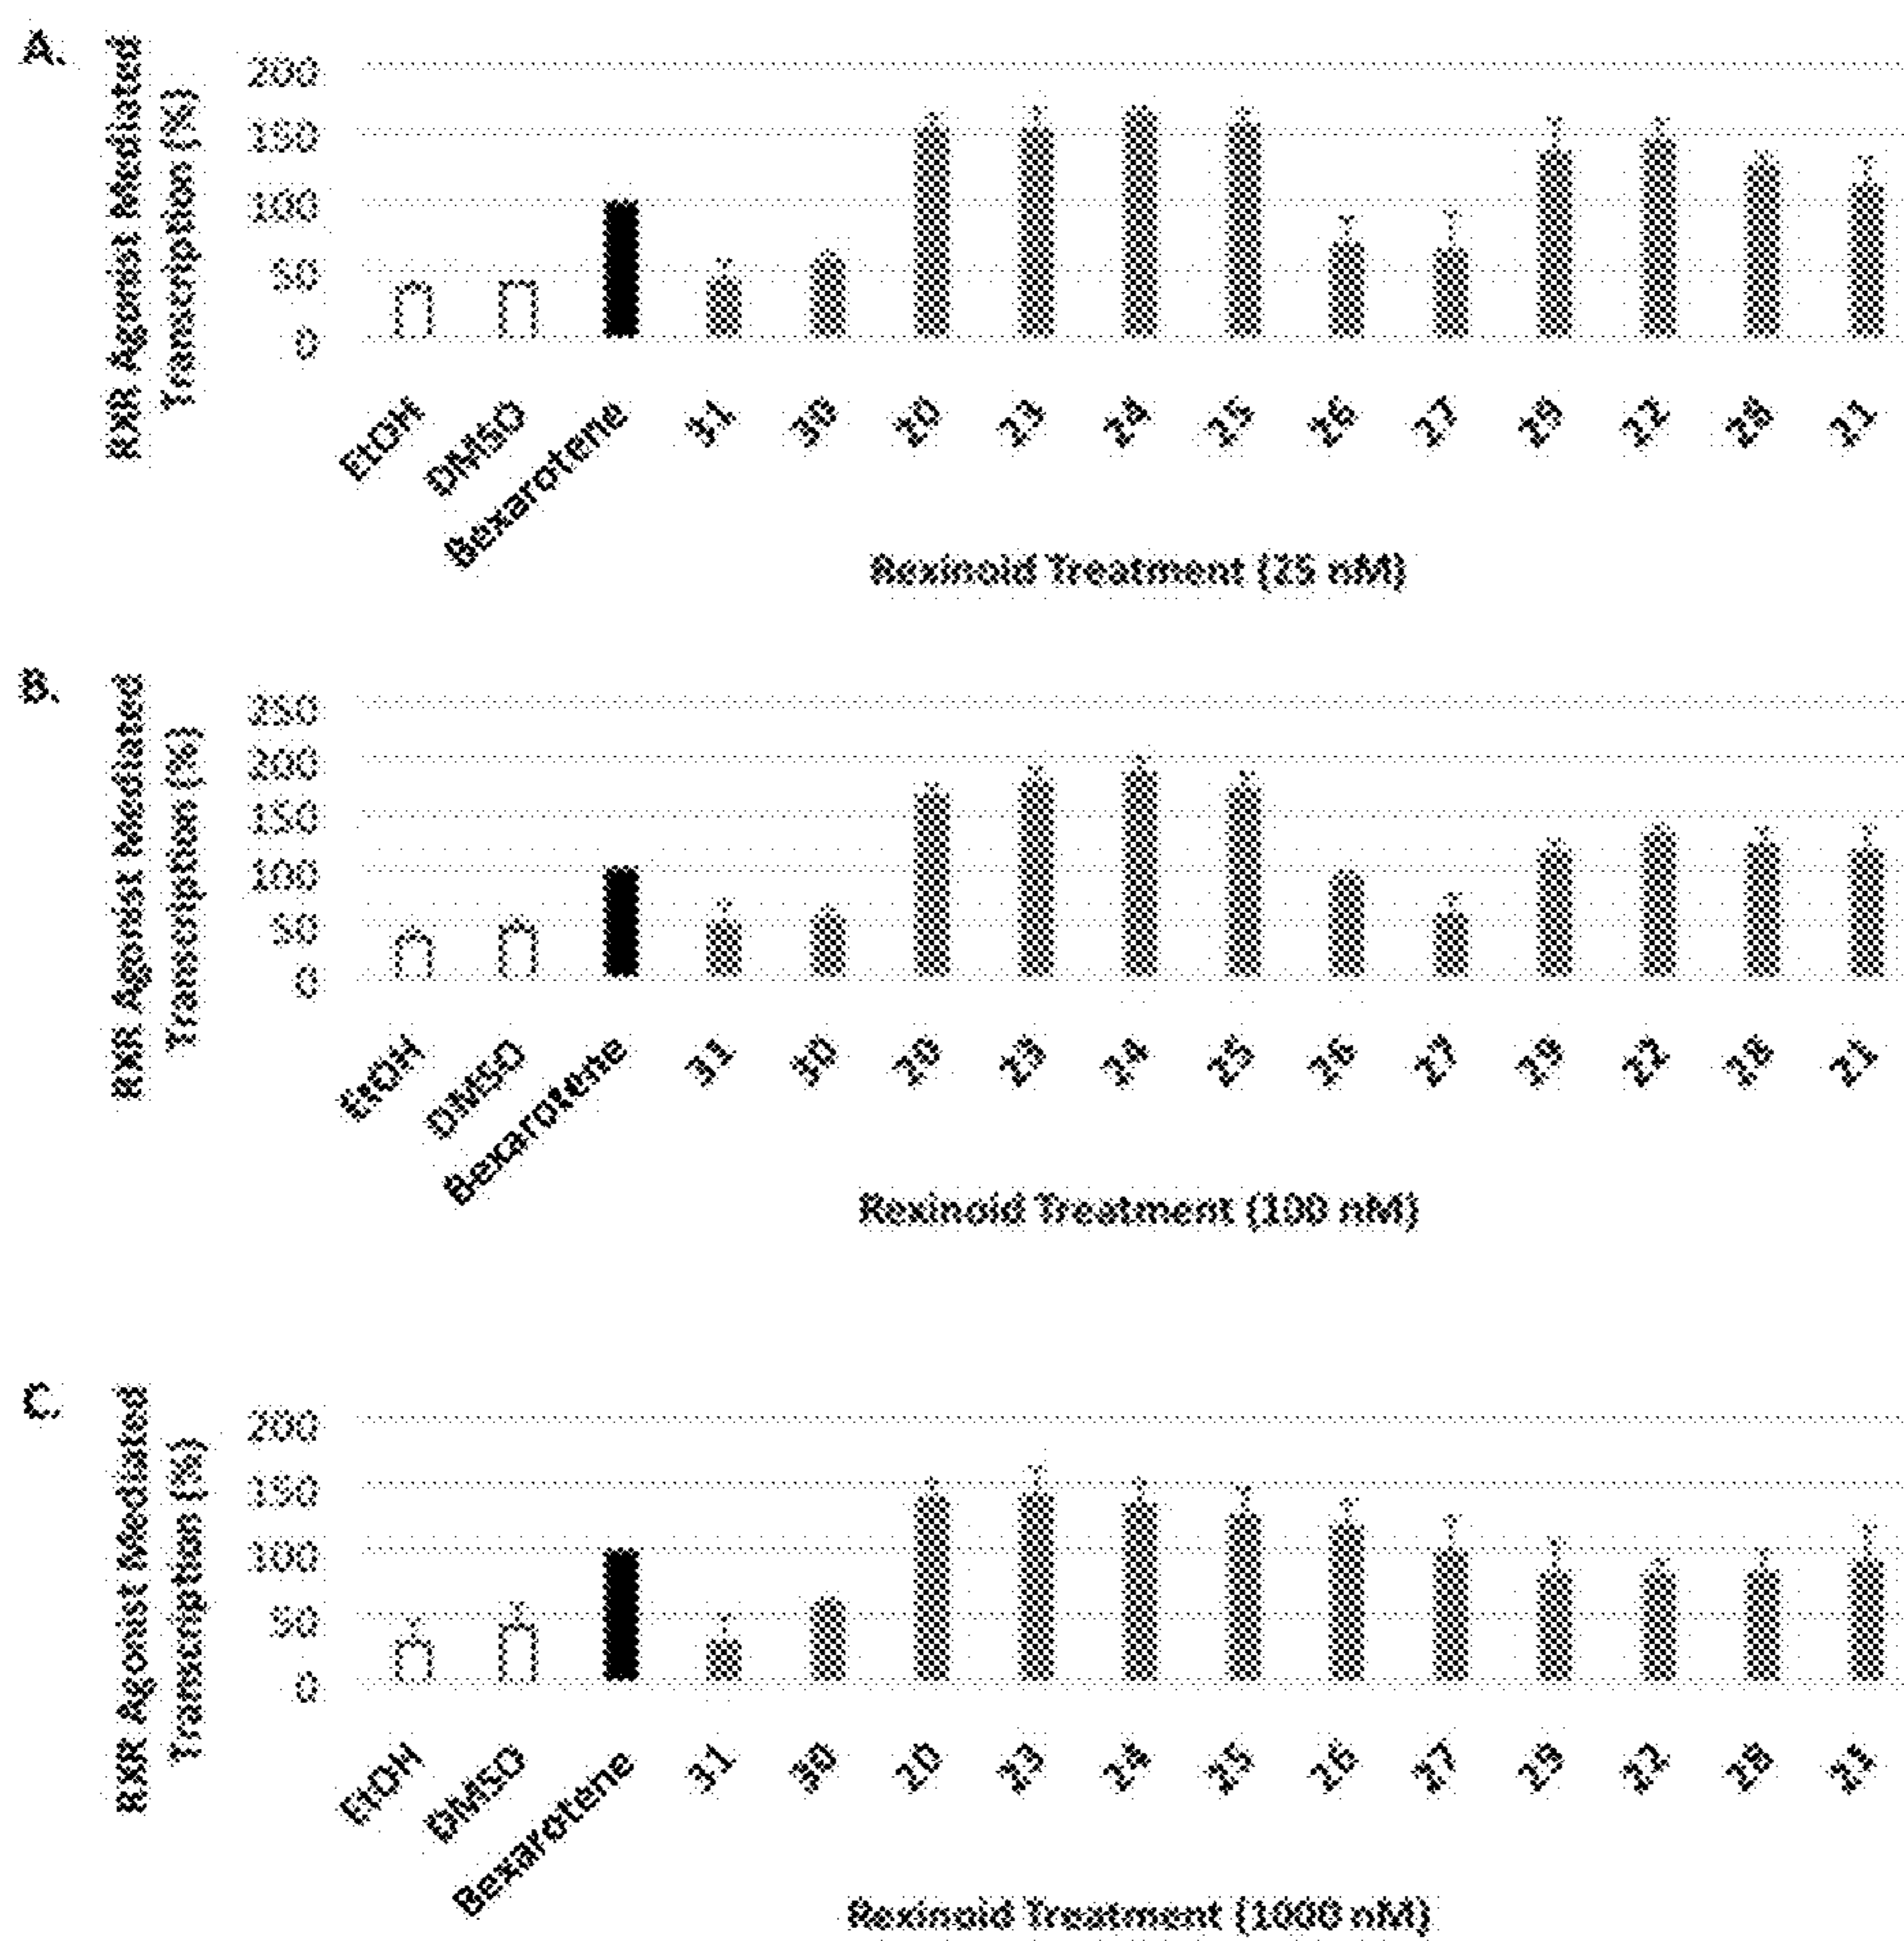 A.
RXR Agonist Mediated
Transcription (%)
200
150
100
50
0
EtOH
DMSO
Bexarotene
31
30
20
23
24
25
26
27
29
22
28
21
Rexinoid Treatment (25 nM)
B.
RXR Agonist Mediated
Transcription (%)
250
200
150
100
50
0
EtOH
DMSO
Bexarotene
31
30
20
23
24
25
26
27
29
22
28
21
Rexinoid Treatment (100 nM)
C
RXR Agonist Mediated
Transcription (%)
200
150
100
50
0
EtOH
DMSO
Bexarotene
31
30
20
23
24
25
26
27
29
22
28
21
Rexinoid Treatment (1000 nM)